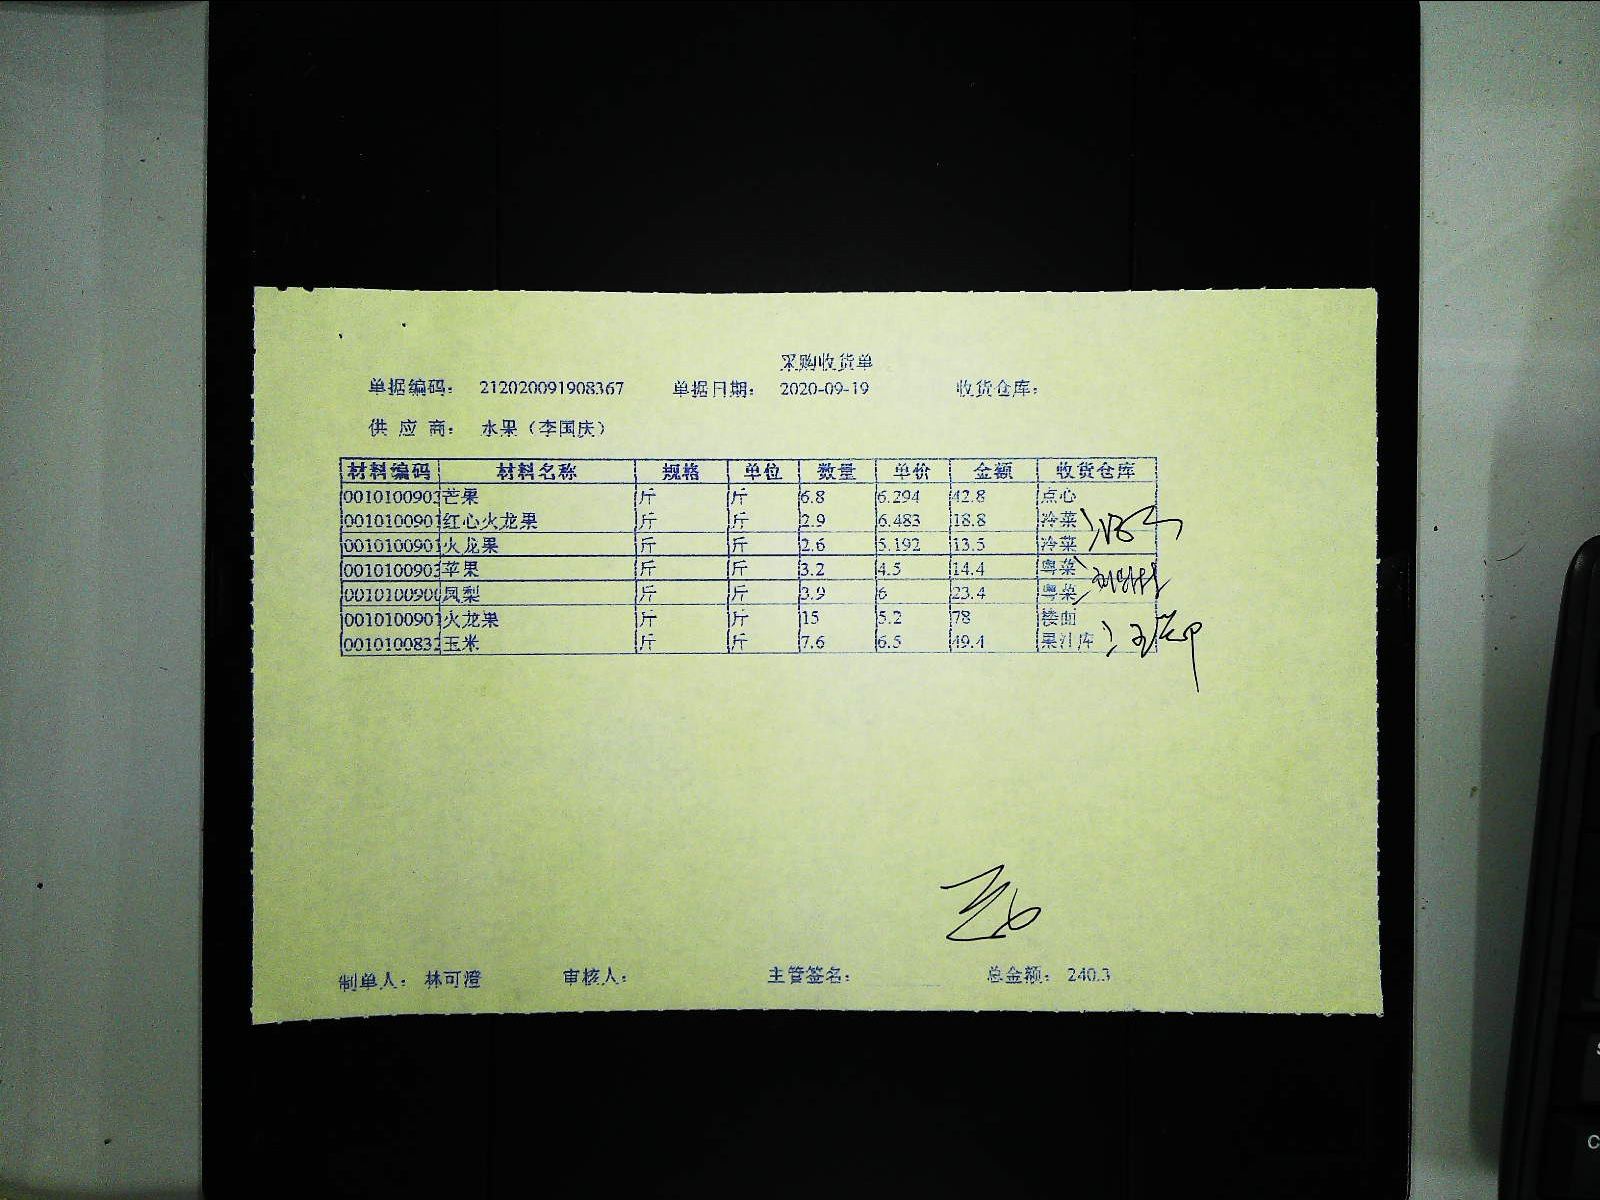 采购收货单
单据编码： 212020091908367 单据日期： 2020-09-19 收货仓库：
供 应 商： 水果（李国庆）
材料编码 材料名称 规格 单位 数量 单价 金额 收货仓库
0010100903 芒果 斤 斤 6.8 6.294 42.8 点心
0010100901 红心火龙果 斤 斤 2.9 6.483 18.8 冷菜
0010100901 火龙果 斤 斤 2.6 5.192 13.5 冷菜
0010100903 苹果 斤 斤 3.2 4.5 14.4 粤菜
0010100900 凤梨 斤 斤 3.9 6 23.4 粤菜
0010100901 火龙果 斤 斤 15 5.2 78 楼面
0010100832 玉米 斤 斤 7.6 6.5 49.4 果汁库
制单人： 林可澄 审核人： 主管签名： 总金额： 240.3